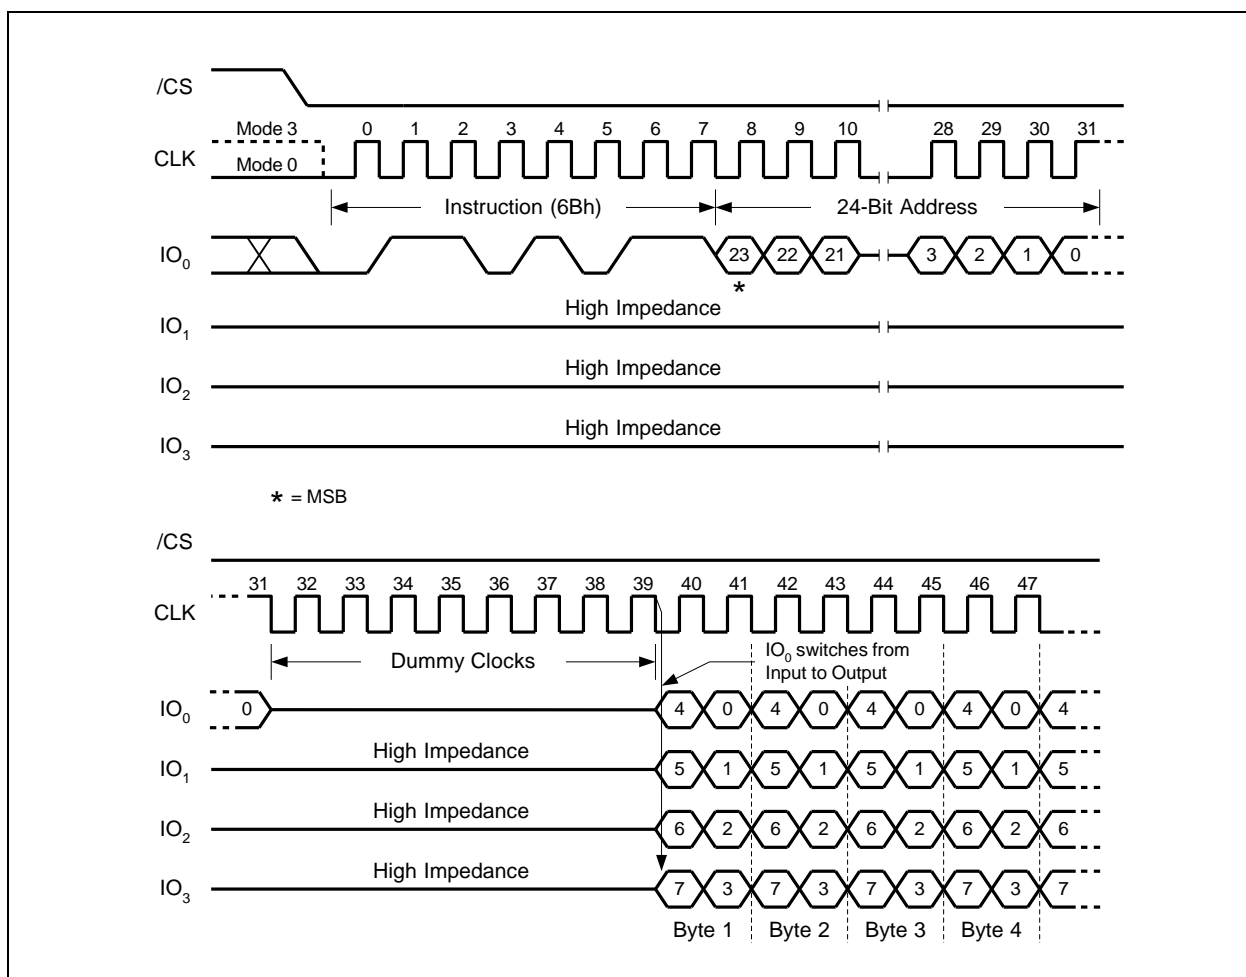 /CS
Mode 3
0 1 2 3 4 5 6 7 8 9 10 28 29 30 31
CLK
Mode 0
Instruction (6Bh)
24-Bit Address
IO0
23 22 21 3 2 1 0
*
High Impedance
IO1
High Impedance
IO2
High Impedance
IO3
* = MSB
/CS
31 32 33 34 35 36 37 38 39 40 41 42 43 44 45 46 47
CLK
Dummy Clocks
IO0 switches from
Input to Output
IO0
0 4 0 4 0 4 0 4 0 4
High Impedance
IO1
5 1 5 1 5 1 5 1 5
High Impedance
IO2
6 2 6 2 6 2 6 2 6
High Impedance
IO3
7 3 7 3 7 3 7 3 7
Byte 1 Byte 2 Byte 3 Byte 4